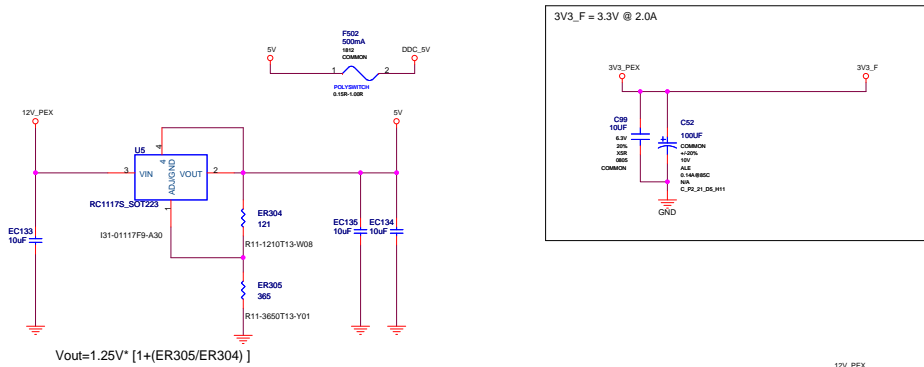 F502
500mA
1812
COMMON
5V
DDC_5V
1
2
POLYSWITCH
0.15R-1.00R
12V_PEX
5V
4
U5
4
3
VIN
ADJ/GND
VOUT
2
RC1117S_SOT223
1
I31-01117F9-A30
EC133
10uF
ER304
121
R11-1210T13-W08
EC135
10uF
EC134
10uF
ER305
365
R11-3650T13-Y01
Vout=1.25V* [1+(ER305/ER304) ]
3V3_F = 3.3V @ 2.0A
3V3_PEX
3V3_F
C99
10UF
6.3V
20%
X5R
0805
COMMON
C52
100UF
COMMON
+/-20%
10V
ALE
0.14A@85C
N/A
C_P2_21_D5_H11
GND
12V_PEX